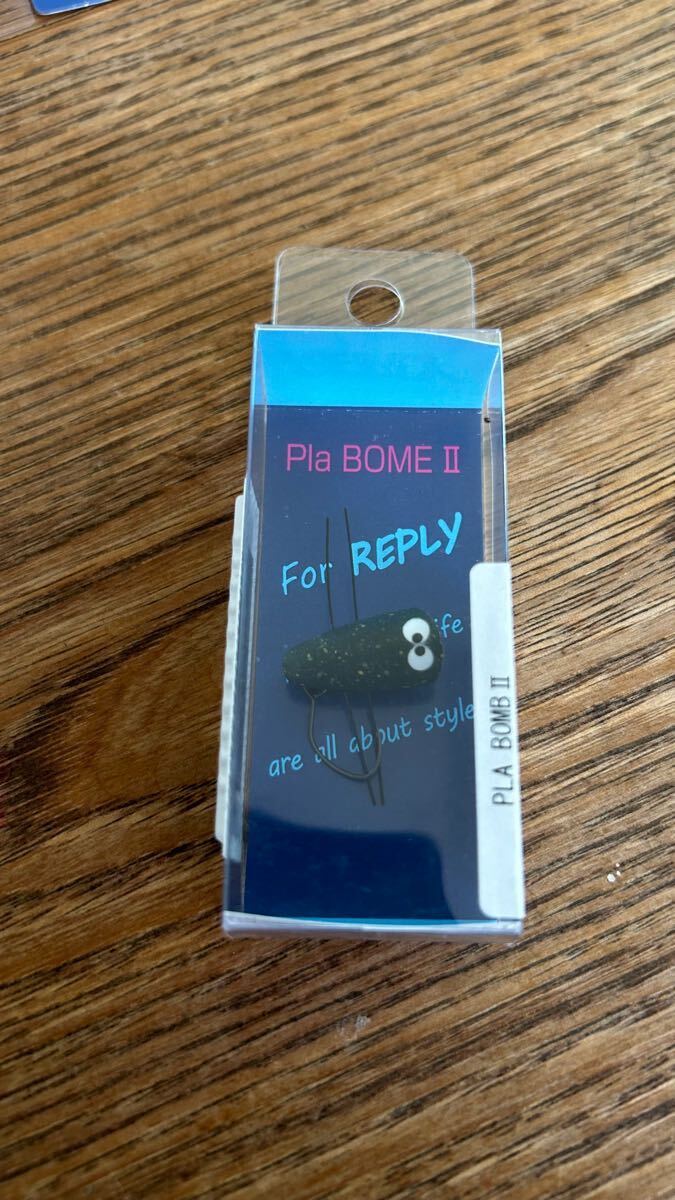 Pla BOME II
For REPLY
ife
are all about style
PLA BOMB II